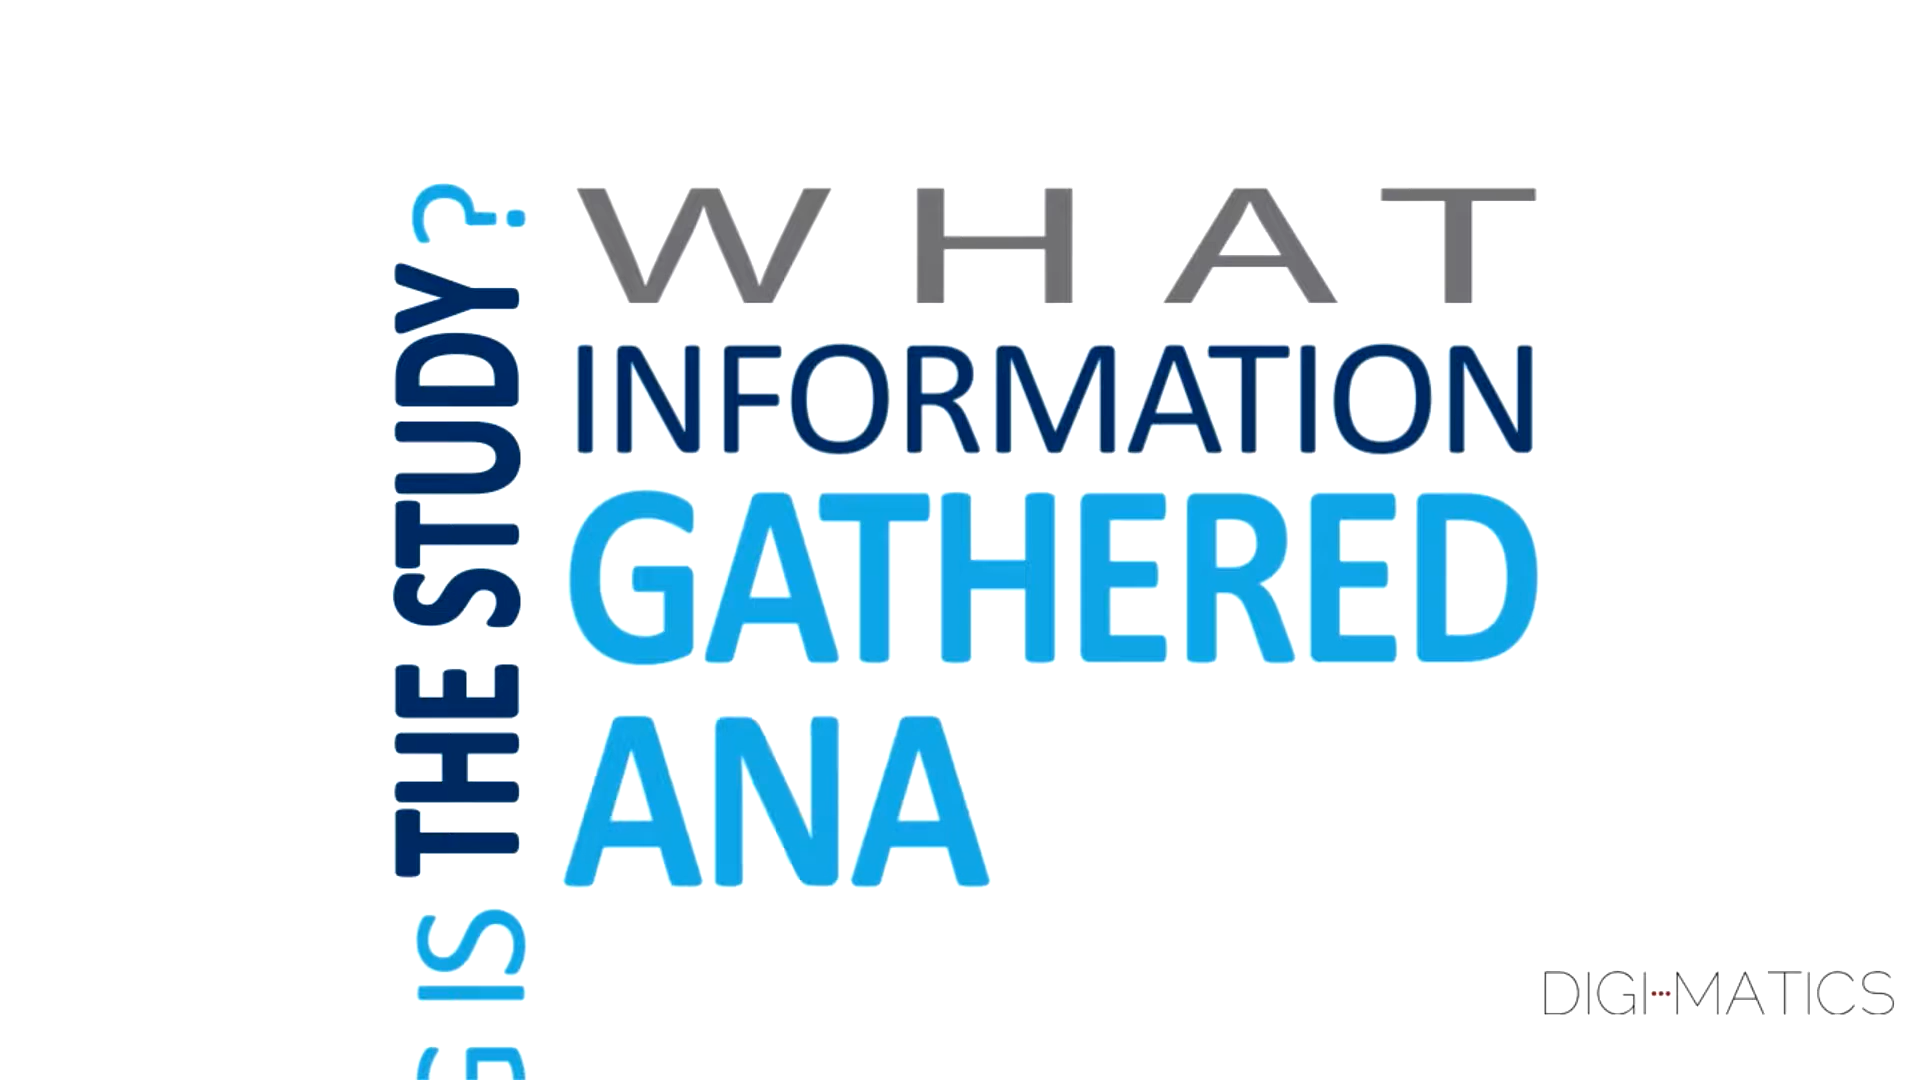 G IS THE STUDY ?
WHAT
INFORMATION
GATHERED
ANA
DIGI···MATICS